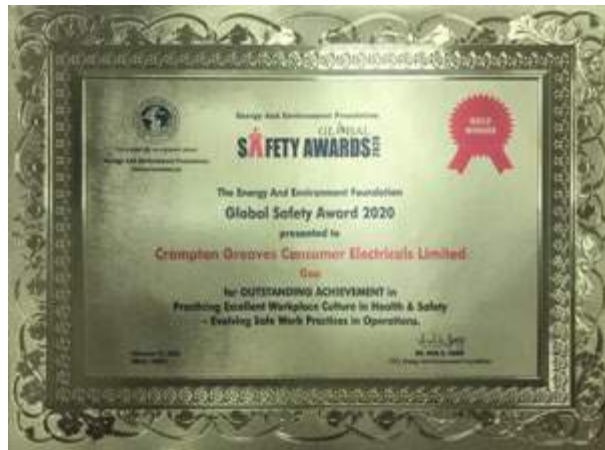 Energy And Environment Foundation
GLOBAL
SAFETY AWARDS 2020
GOLD
WINNER
The Energy And Environment Foundation
Global Safety Award 2020
presented to
Crompton Greaves Consumer Electricals Limited
Goa
for OUTSTANDING ACHIEVEMENT in
Practicing Excellent Workplace Culture in Health & Safety
- Evolving Safe Work Practices in Operations.